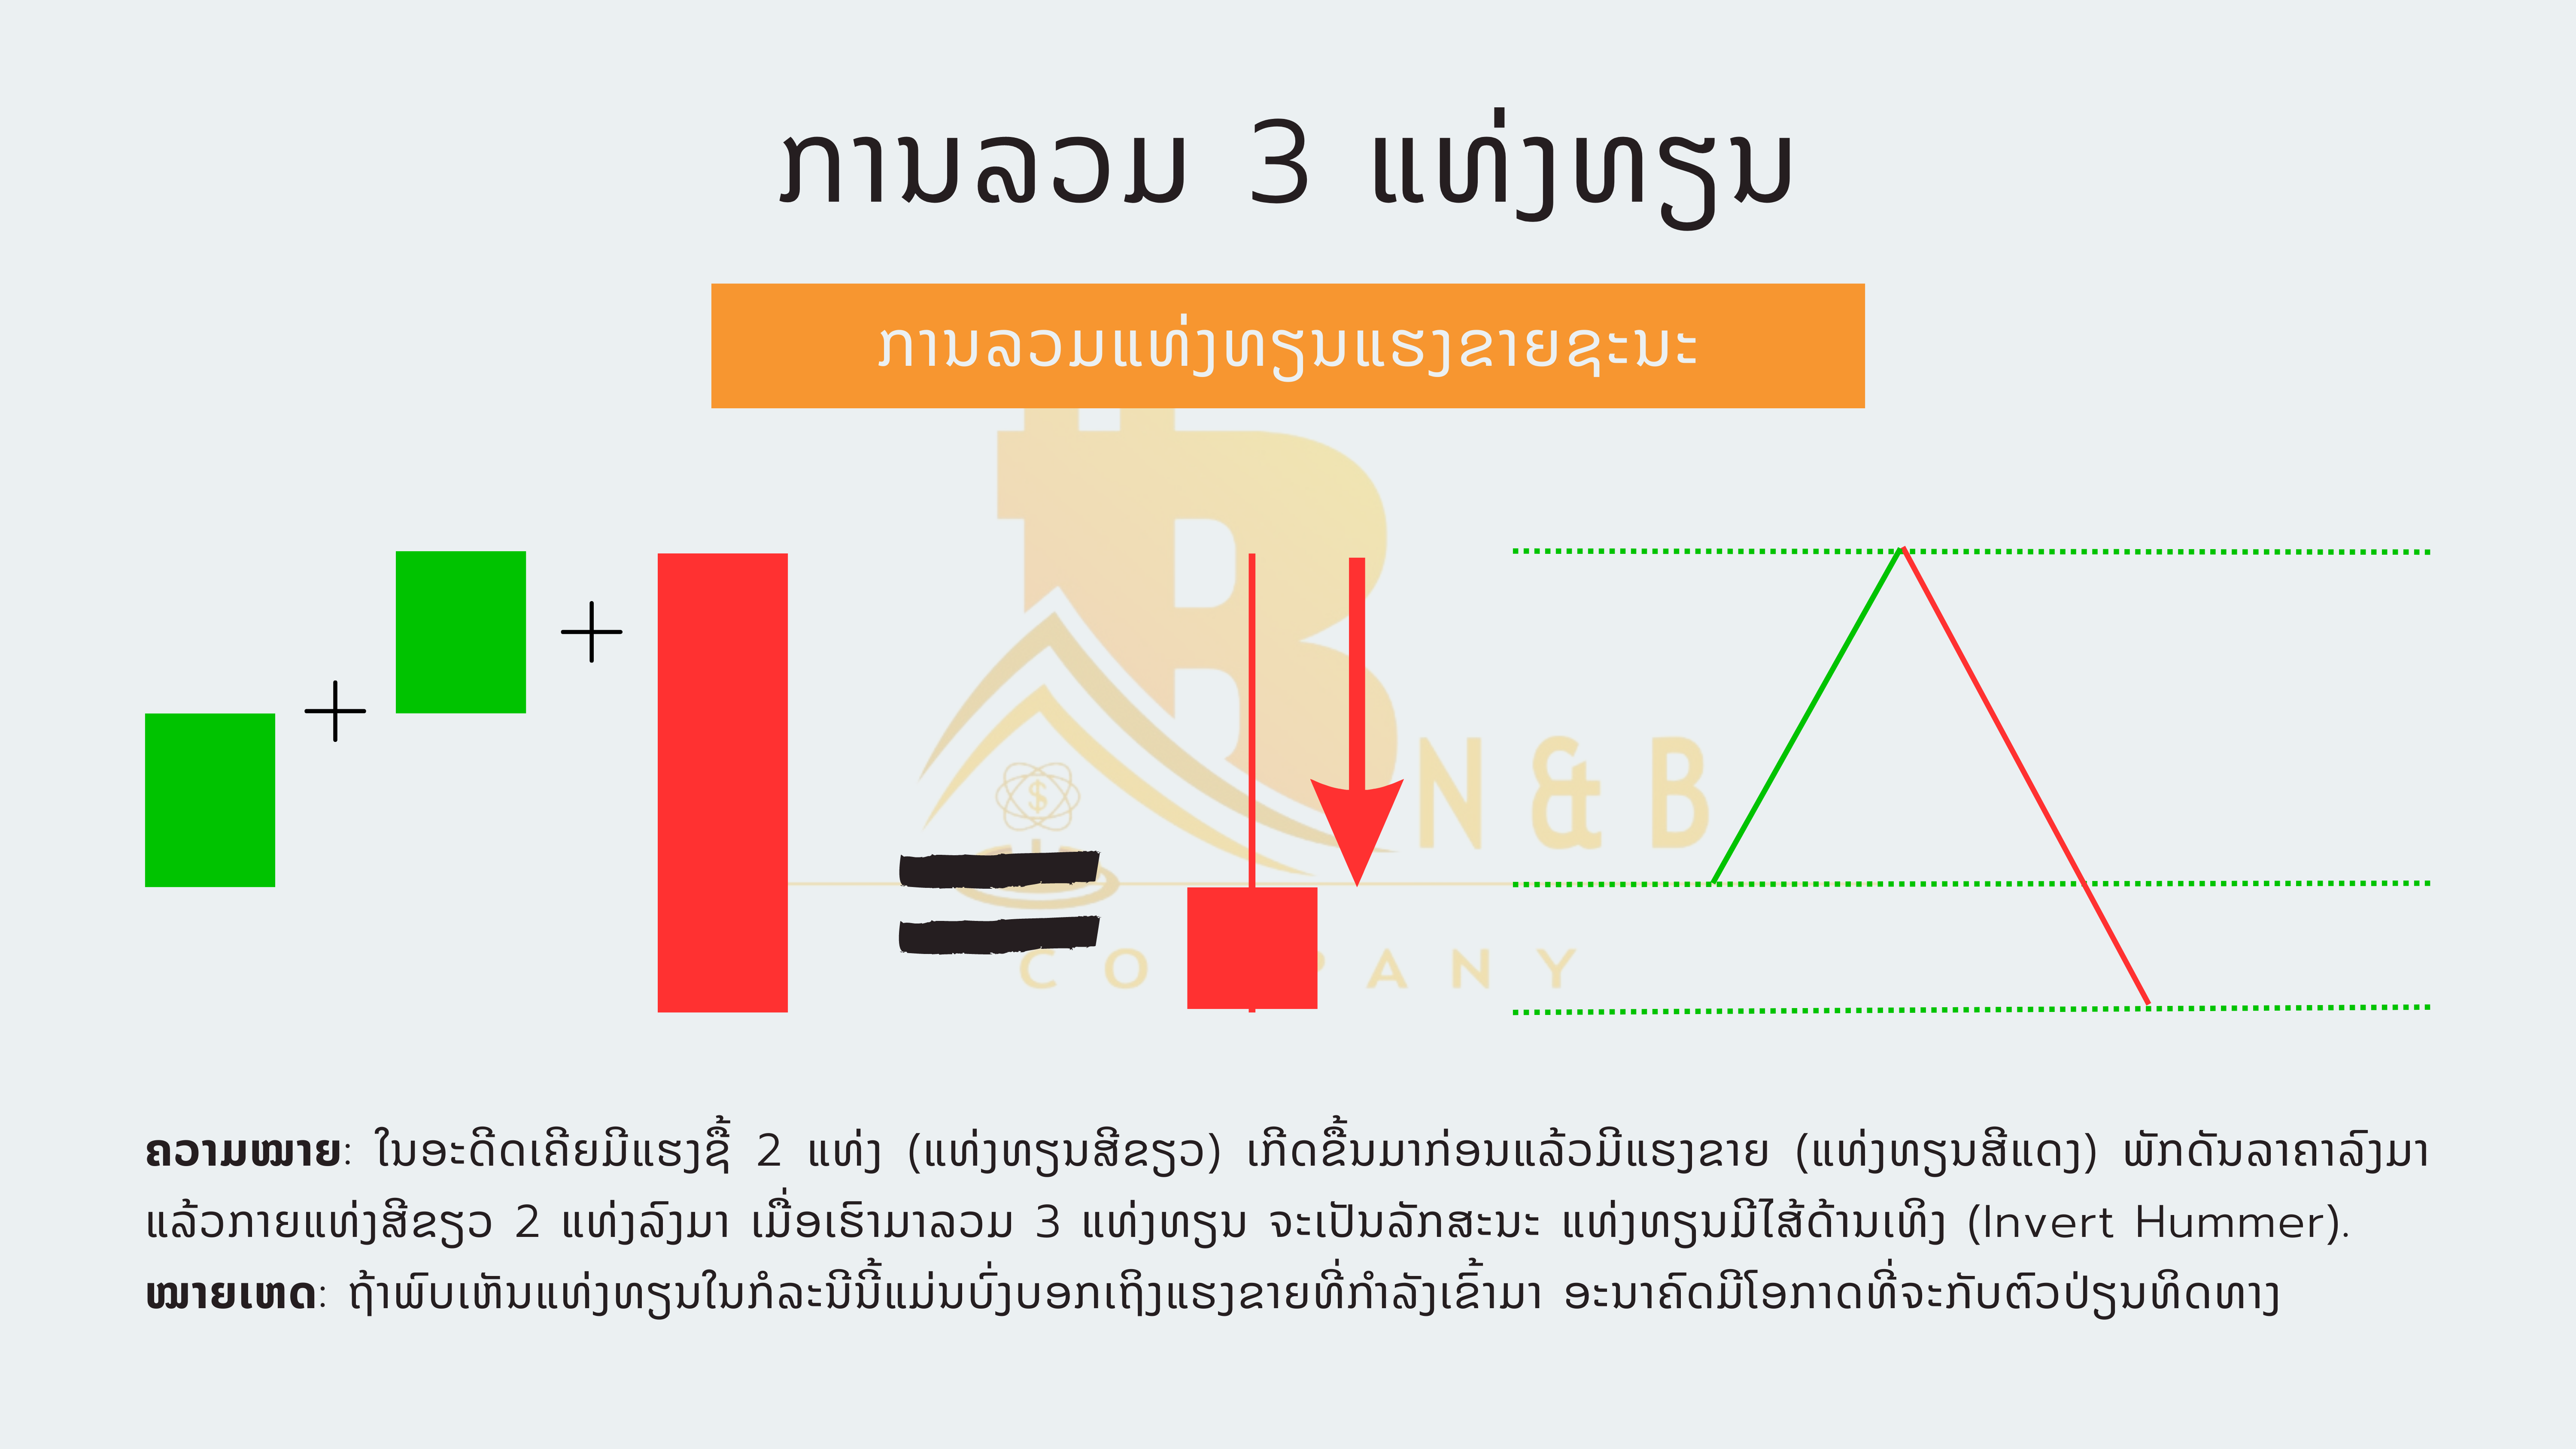 ການລວມ 3 ແທ່ງທຽນ
ການລວມແທ່ງທຽນແຮງຂາຍຊະນະ
N & B
COMPANY
ຄວາມໝາຍ: ໃນອະດີດເຄີຍມີແຮງຊື້ 2 ແທ່ງ (ແທ່ງທຽນສີຂຽວ) ເກີດຂຶ້ນມາກ່ອນແລ້ວມີແຮງຂາຍ (ແທ່ງທຽນສີແດງ) ພັກດັນລາຄາລົງມາ
ແລ້ວກາຍແທ່ງສີຂຽວ 2 ແທ່ງລົງມາ ເມື່ອເຮົາມາລວມ 3 ແທ່ງທຽນ ຈະເປັນລັກສະນະ ແທ່ງທຽນມີໄສ້ດ້ານເທິງ (Invert Hummer).
ໝາຍເຫດ: ຖ້າພົບເຫັນແທ່ງທຽນໃນກໍລະນີນີ້ແມ່ນບົ່ງບອກເຖິງແຮງຂາຍທີ່ກຳລັງເຂົ້າມາ ອະນາຄົດມີໂອກາດທີ່ຈະກັບຕົວປ່ຽນທິດທາງ